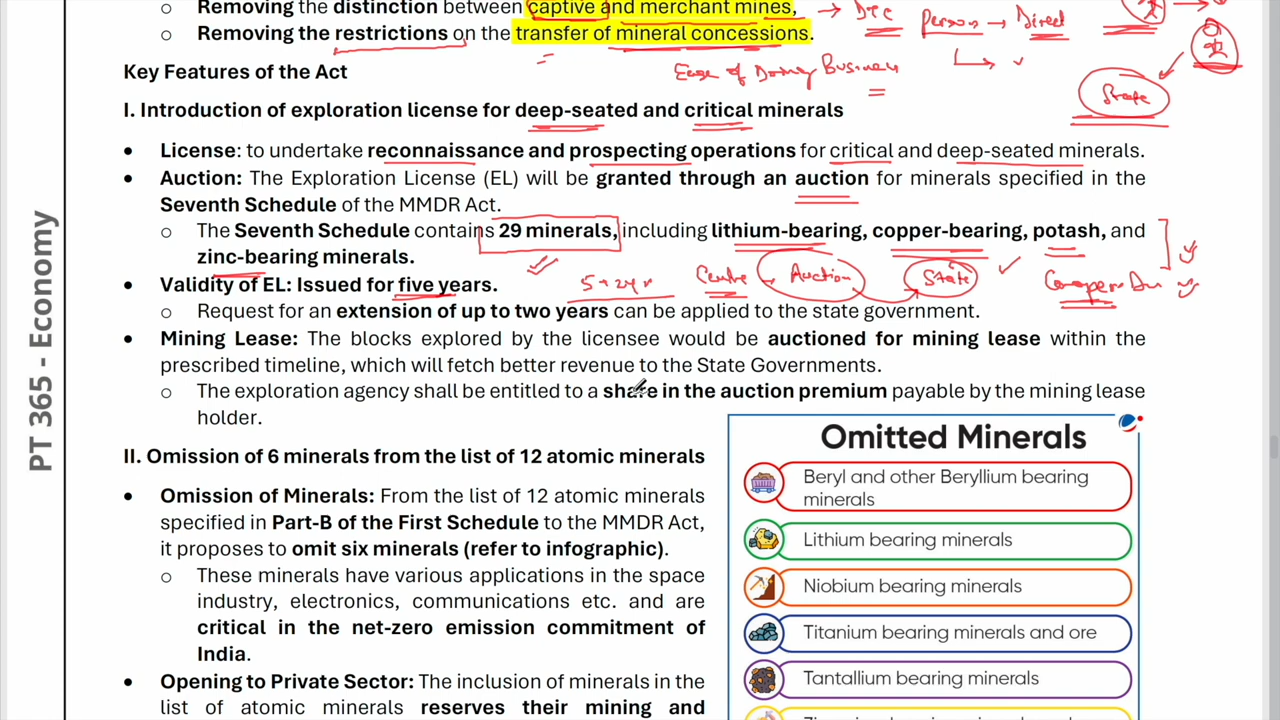 o Removing the distinction between captive and merchant mines,
o Removing the restrictions on the transfer of mineral concessions.
Person → Direct
Key Features of the Act
Ease of Doing Business
State
I. Introduction of exploration license for deep-seated and critical minerals
• License: to undertake reconnaissance and prospecting operations for critical and deep-seated minerals.
• Auction: The Exploration License (EL) will be granted through an auction for minerals specified in the
Seventh Schedule of the MMDR Act.
o The Seventh Schedule contains 29 minerals, including lithium-bearing, copper-bearing, potash, and
zinc-bearing minerals.
• Validity of EL: Issued for five years.
Centre Auction State
o Request for an extension of up to two years can be applied to the state government.
• Mining Lease: The blocks explored by the licensee would be auctioned for mining lease within the
prescribed timeline, which will fetch better revenue to the State Governments.
o The exploration agency shall be entitled to a share in the auction premium payable by the mining lease
holder.
II. Omission of 6 minerals from the list of 12 atomic minerals
• Omission of Minerals: From the list of 12 atomic minerals
specified in Part-B of the First Schedule to the MMDR Act,
it proposes to omit six minerals (refer to infographic).
o These minerals have various applications in the space
industry, electronics, communications etc. and are
critical in the net-zero emission commitment of
India.
• Opening to Private Sector: The inclusion of minerals in the
list of atomic minerals reserves their mining and
Omitted Minerals
Beryl and other Beryllium bearing
minerals
Lithium bearing minerals
Niobium bearing minerals
Titanium bearing minerals and ore
Tantallium bearing minerals
PT 365 - Economy